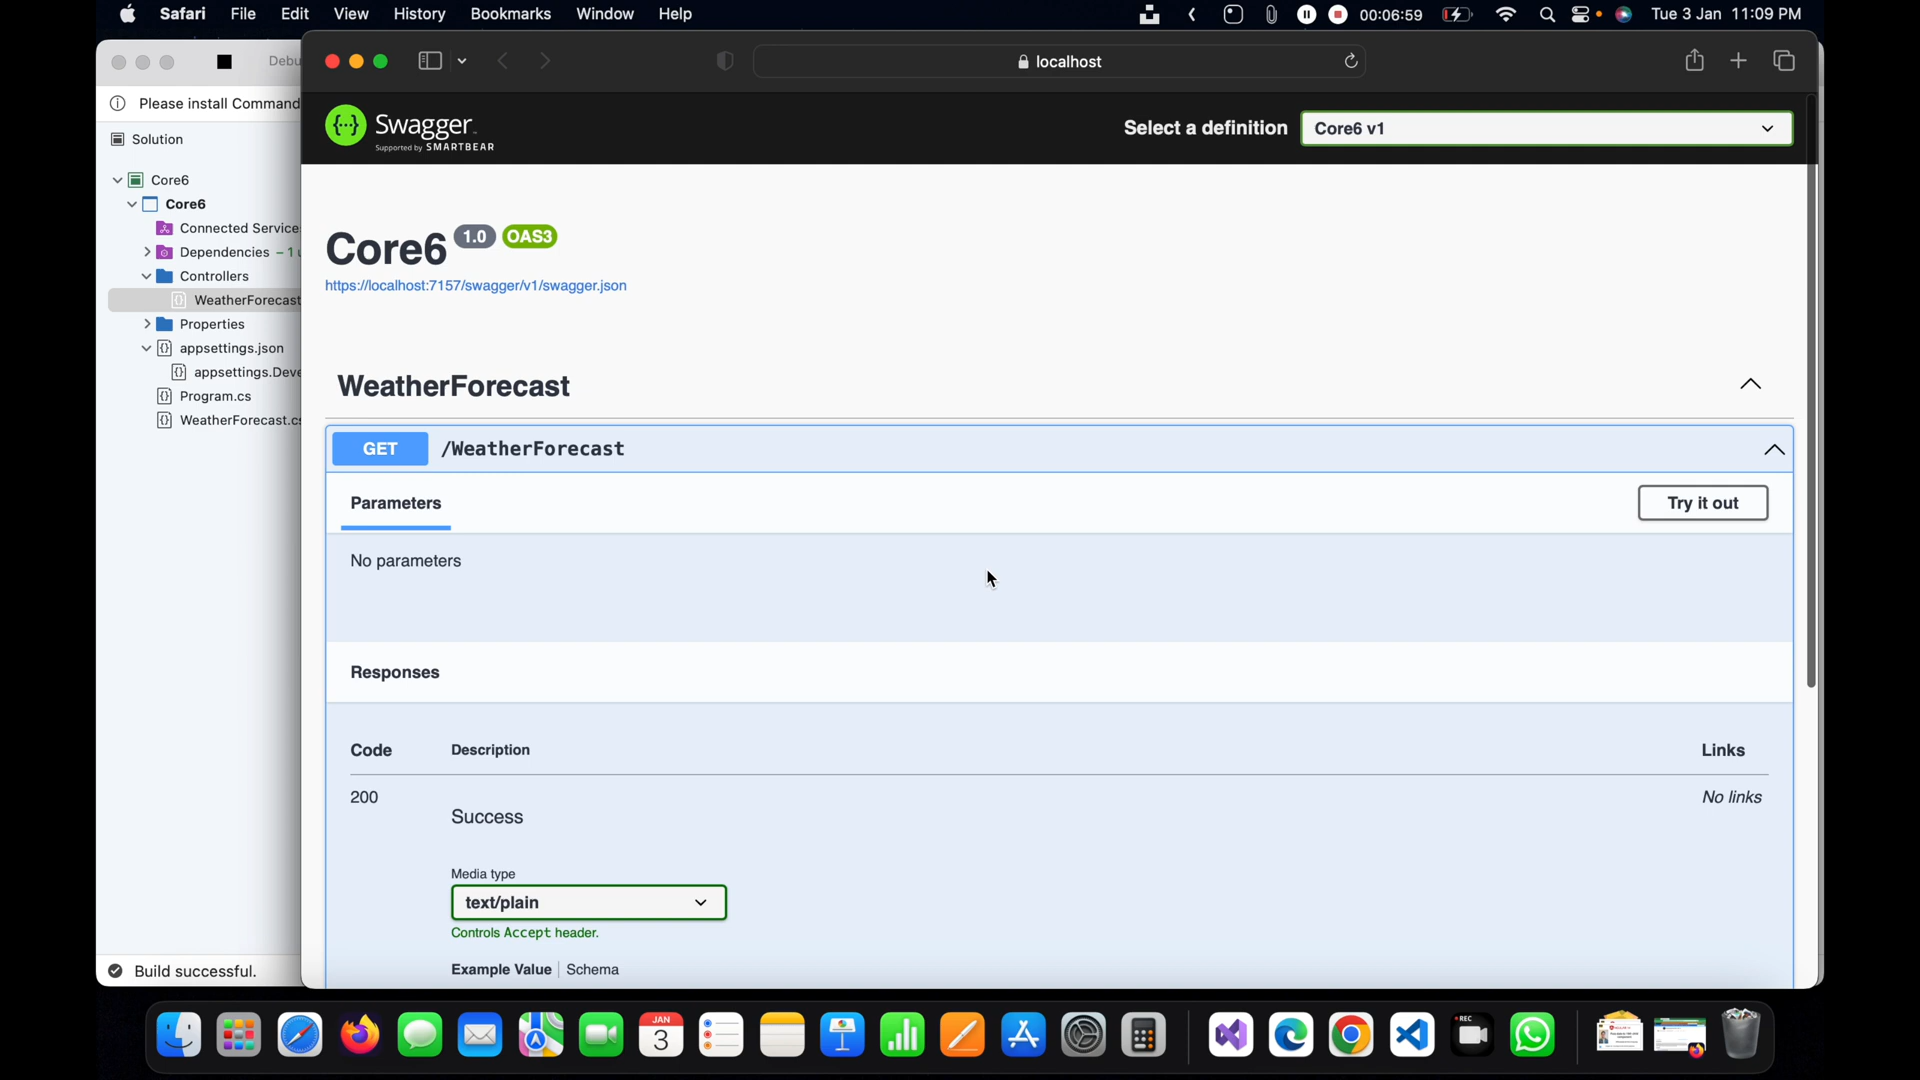 Safari File Edit View History Bookmarks Window Help 00:06:59 Tue 3 Jan 11:09 PM
Debu
localhost
Please install Command
Swagger
Supported by SMARTBEAR
Select a definition Core6 v1
Solution
Core6
Core6
Connected Service
Dependencies – 1 u
Controllers
WeatherForecast
Properties
appsettings.json
appsettings.Deve
Program.cs
WeatherForecast.cs
Build successful.
Core6 1.0 OAS3
https://localhost:7157/swagger/v1/swagger.json
WeatherForecast
GET /WeatherForecast
Parameters Try it out
No parameters
Responses
Code Description Links
200 Success No links
Media type
text/plain
Controls Accept header.
Example Value Schema
JAN
3
REC